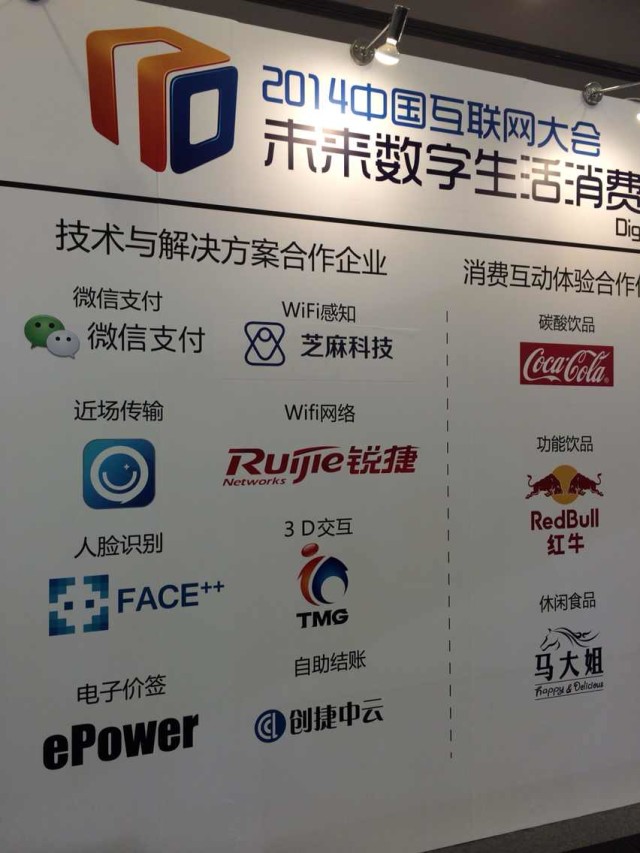 2014中国互联网大会
未来数字生活消费
Dig
技术与解决方案合作企业
微信支付
微信支付
WiFi感知
芝麻科技
近场传输
Wifi网络
Ruijie锐捷
Networks
人脸识别
FACE++
3D交互
TMG
电子价签
ePower
自助结账
创捷中云
消费互动体验合作
碳酸饮品
Coca-Cola
功能饮品
RedBull
红牛
休闲食品
马大姐
Happy & Delicious